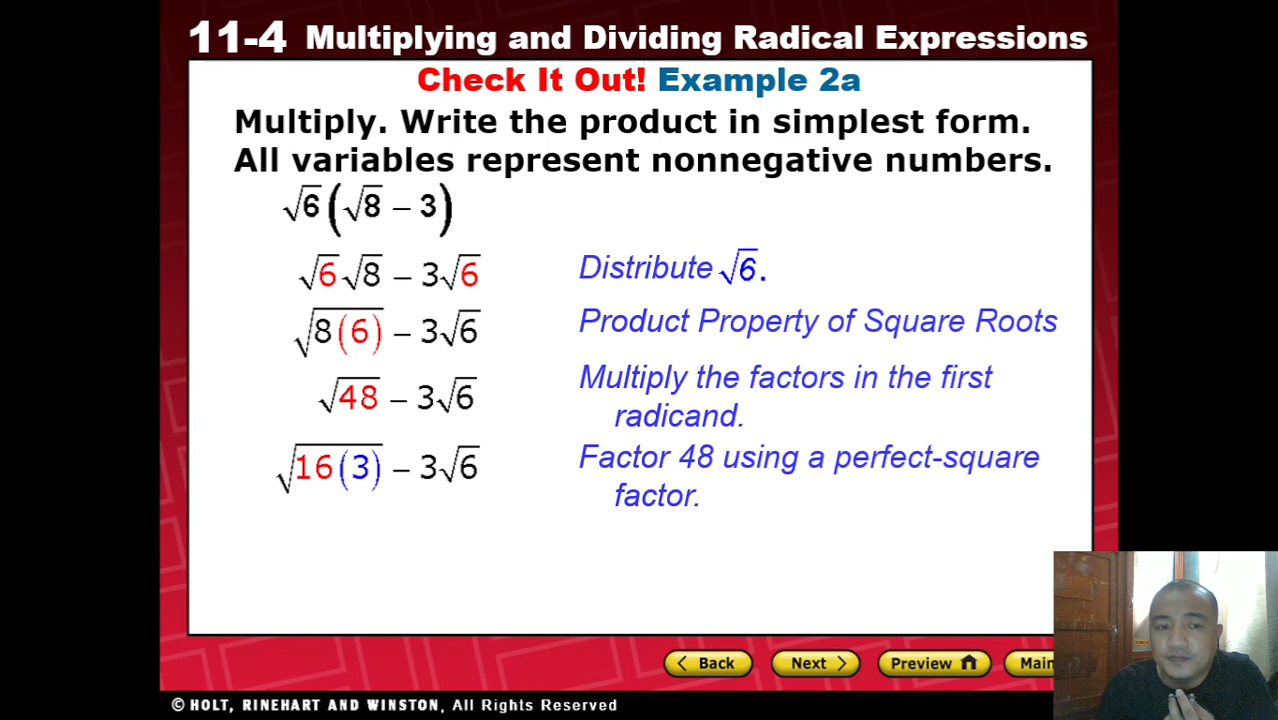 11-4 Multiplying and Dividing Radical Expressions
Check It Out! Example 2a
Multiply. Write the product in simplest form.
All variables represent nonnegative numbers.
√6(√8 – 3)
√6√8 – 3√6 Distribute √6.
√8(6) – 3√6 Product Property of Square Roots
√48 – 3√6 Multiply the factors in the first
radicand.
√16(3) – 3√6 Factor 48 using a perfect-square
factor.
< Back Next > Preview Main
© HOLT, RINEHART AND WINSTON, All Rights Reserved